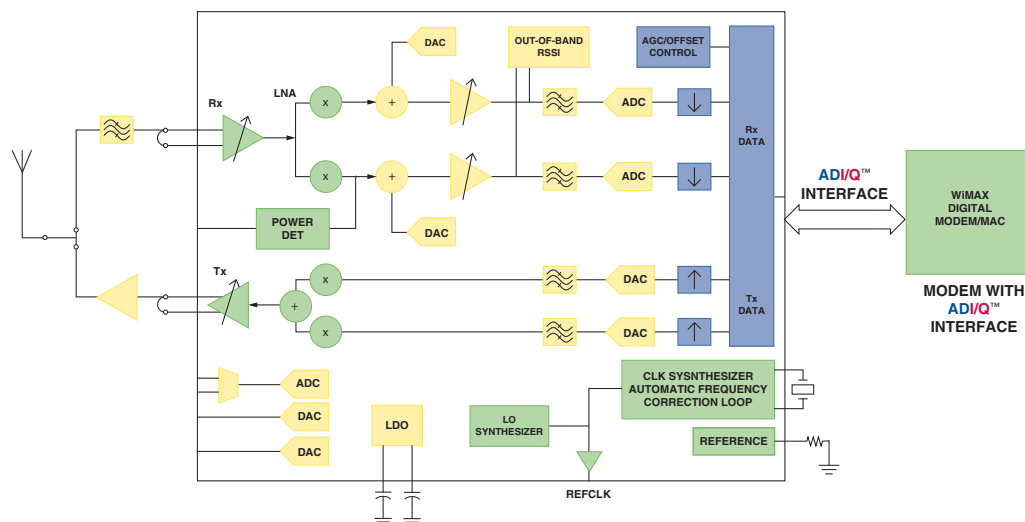 DAC
OUT-OF-BAND
RSSI
AGC/OFFSET
CONTROL
Rx
LNA
x
+
ADC
↓
Rx
DATA
x
+
ADC
↓
POWER
DET
DAC
ADI/Q™
INTERFACE
WiMAX
DIGITAL
MODEM/MAC
Tx
x
DAC
↑
+
Tx
DATA
x
DAC
↑
MODEM WITH
ADI/Q™
INTERFACE
ADC
DAC
DAC
LDO
LO
SYNTHESIZER
CLK SYSNTHESIZER
AUTOMATIC FREQUENCY
CORRECTION LOOP
REFERENCE
REFCLK